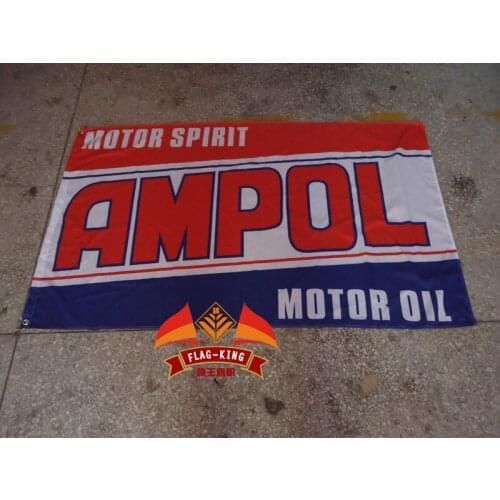 MOTOR SPIRIT
AMPOL
MOTOR OIL
FLAG-KING